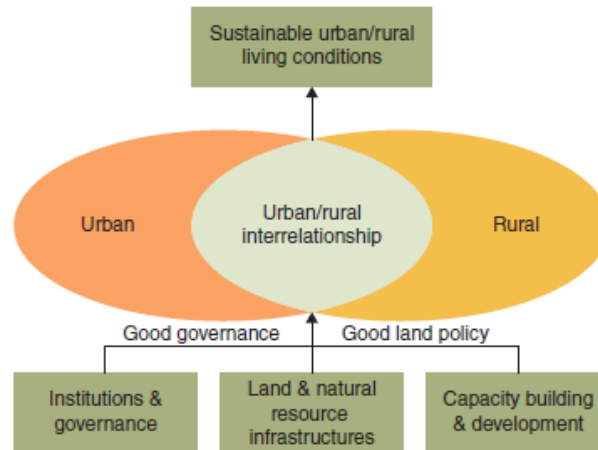 Sustainable urban/rural
living conditions
Urban
Urban/rural
interrelationship
Rural
Good governance
Good land policy
Institutions &
governance
Land & natural
resource
infrastructures
Capacity building
& development